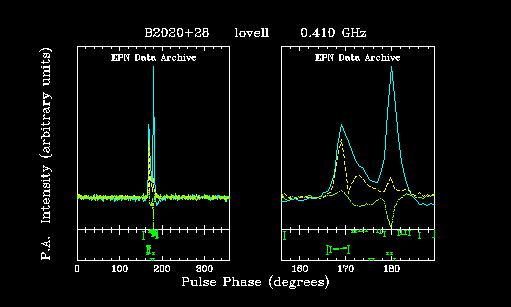 B2020+28 lovell 0.410 GHz
EPN Data Archive EPN Data Archive
P.A. Intensity (arbitrary units)
0 100 200 300 160 170 180
Pulse Phase (degrees)